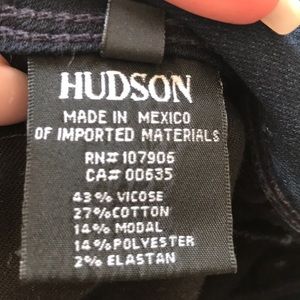 HUDSON
MADE IN MEXICO
OF IMPORTED MATERIALS
RN# 107906
CA# 00635
43% VICOSE
27% COTTON
14% MODAL
14% POLYESTER
2% ELASTAN